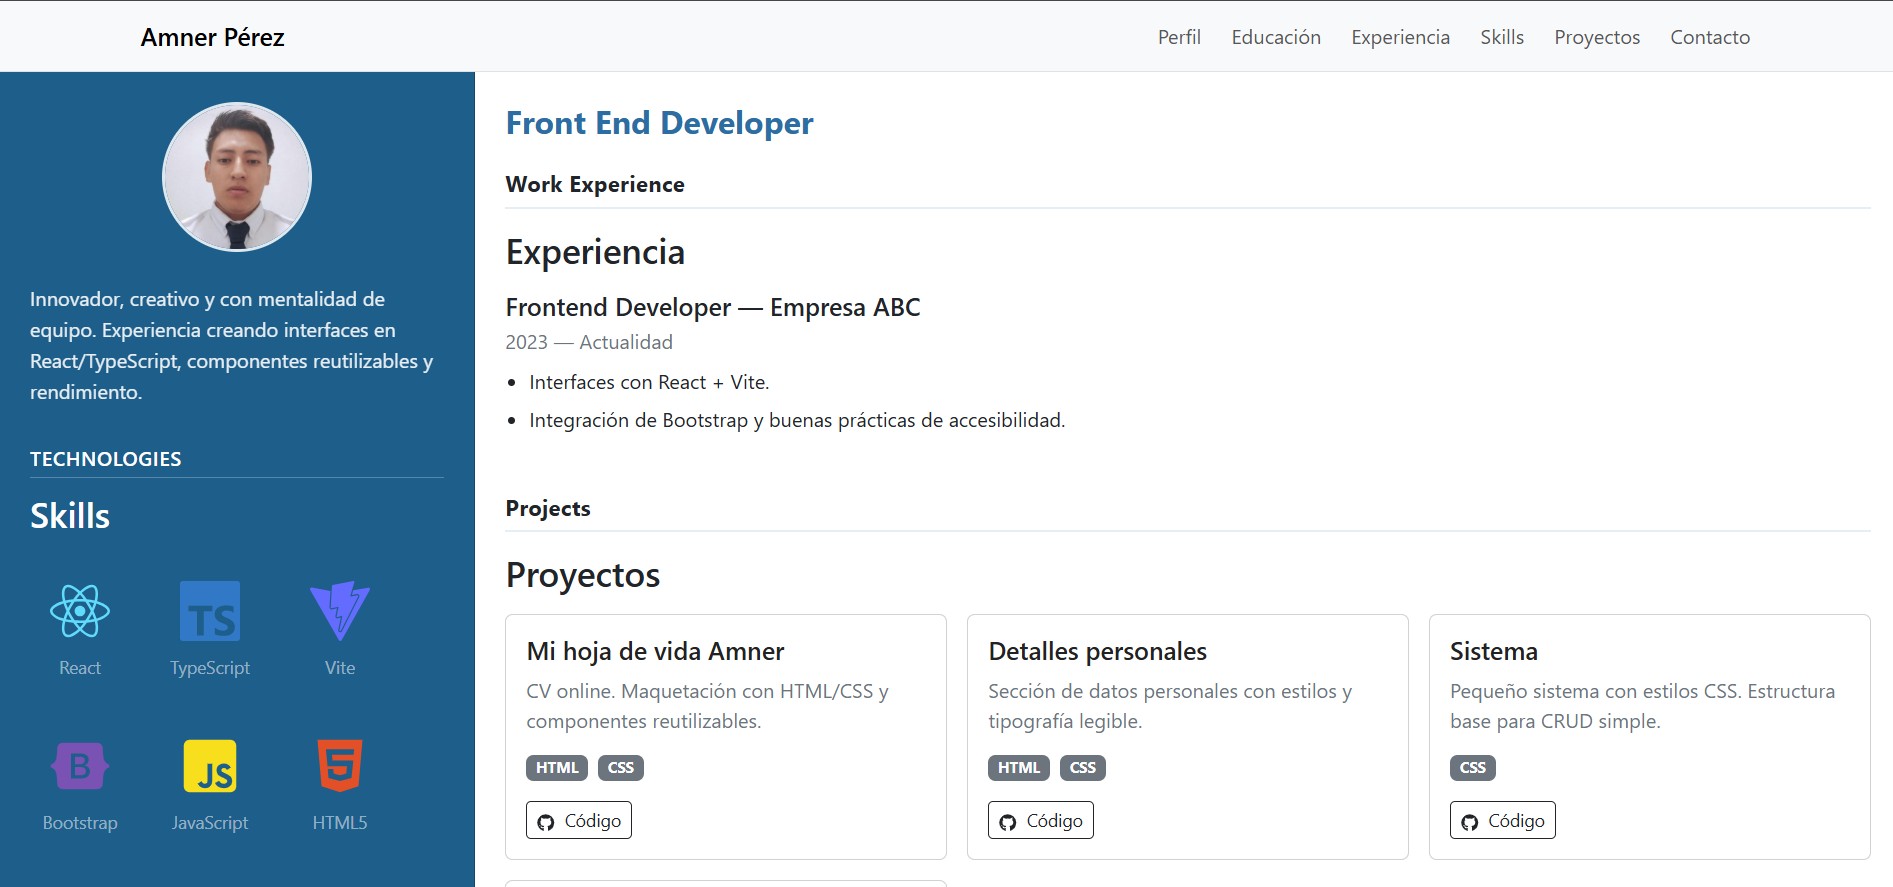 Amner Pérez
Perfil Educación Experiencia Skills Proyectos Contacto
Innovador, creativo y con mentalidad de
equipo. Experiencia creando interfaces en
React/TypeScript, componentes reutilizables y
rendimiento.
TECHNOLOGIES
Skills
TS
React TypeScript Vite
B JS 5
Bootstrap JavaScript HTML5
Front End Developer
Work Experience
Experiencia
Frontend Developer — Empresa ABC
2023 — Actualidad
• Interfaces con React + Vite.
• Integración de Bootstrap y buenas prácticas de accesibilidad.
Projects
Proyectos
Mi hoja de vida Amner
CV online. Maquetación con HTML/CSS y
componentes reutilizables.
HTML CSS
Código
Detalles personales
Sección de datos personales con estilos y
tipografía legible.
HTML CSS
Código
Sistema
Pequeño sistema con estilos CSS. Estructura
base para CRUD simple.
CSS
Código